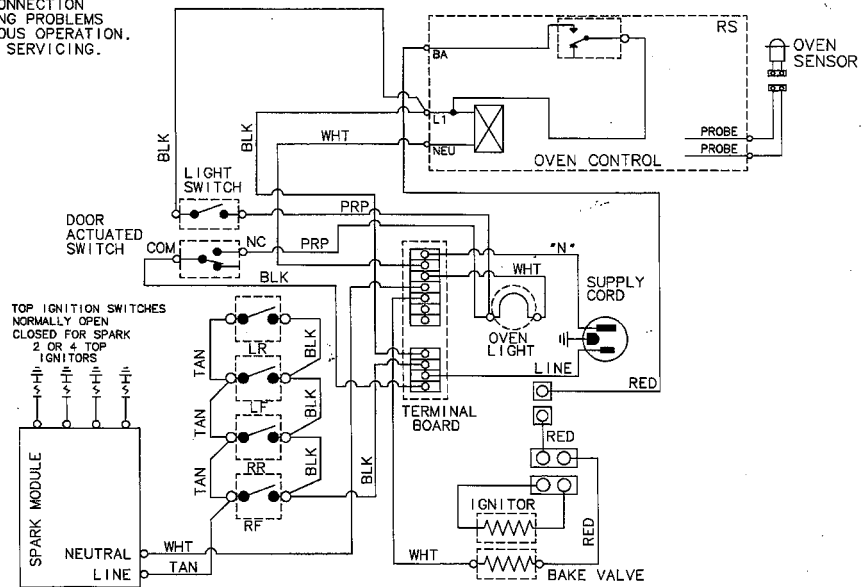 ONNECTION
NG PROBLEMS
OUS OPERATION.
SERVICING.
RS
BA
OVEN
SENSOR
L1
PROBE
NEU
PROBE
OVEN CONTROL
BLK
BLK
WHT
LIGHT
SWITCH
PRP
DOOR
ACTUATED
SWITCH
COM
NC
PRP
BLK
"N"
WHT
SUPPLY
CORD
OVEN
LIGHT
LINE
RED
TERMINAL
BOARD
TOP IGNITION SWITCHES
NORMALLY OPEN
CLOSED FOR SPARK
2 OR 4 TOP
IGNITORS
LR
BLK
TAN
LF
BLK
TAN
RR
BLK
TAN
RF
BLK
RED
IGNITOR
RED
SPARK MODULE
NEUTRAL
WHT
LINE
TAN
WHT
BAKE VALVE